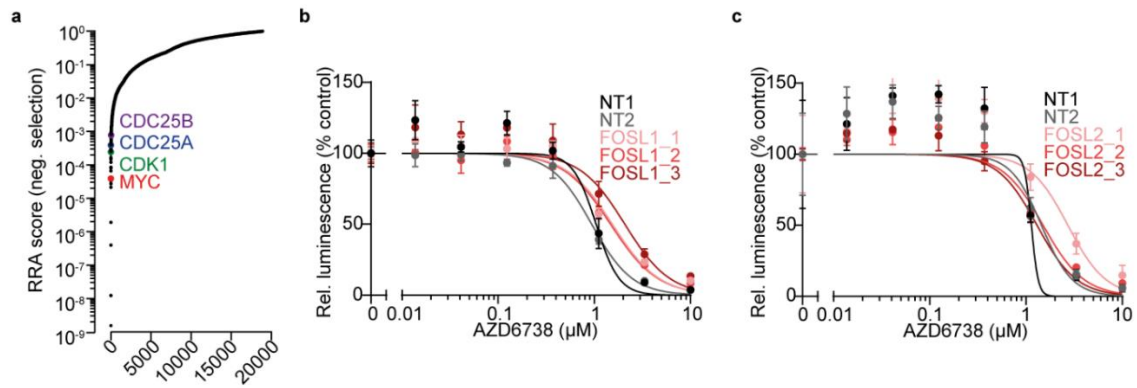 a
RRA score (neg. selection)
10⁰
10⁻¹
10⁻²
10⁻³
10⁻⁴
10⁻⁵
10⁻⁶
10⁻⁷
10⁻⁸
10⁻⁹
CDC25B
CDC25A
CDK1
MYC
0
5000
10000
15000
20000
b
Rel. luminescence (% control)
150
100
50
0
NT1
NT2
FOSL1_1
FOSL1_2
FOSL1_3
0 0.01 0.1 1 10
AZD6738 (µM)
c
Rel. luminescence (% control)
150
100
50
0
NT1
NT2
FOSL2_1
FOSL2_2
FOSL2_3
0 0.01 0.1 1 10
AZD6738 (µM)